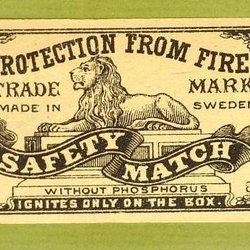 PROTECTION FROM FIRE
TRADE MARK
MADE IN SWEDEN
SAFETY MATCH
WITHOUT PHOSPHORUS
IGNITES ONLY ON THE BOX.